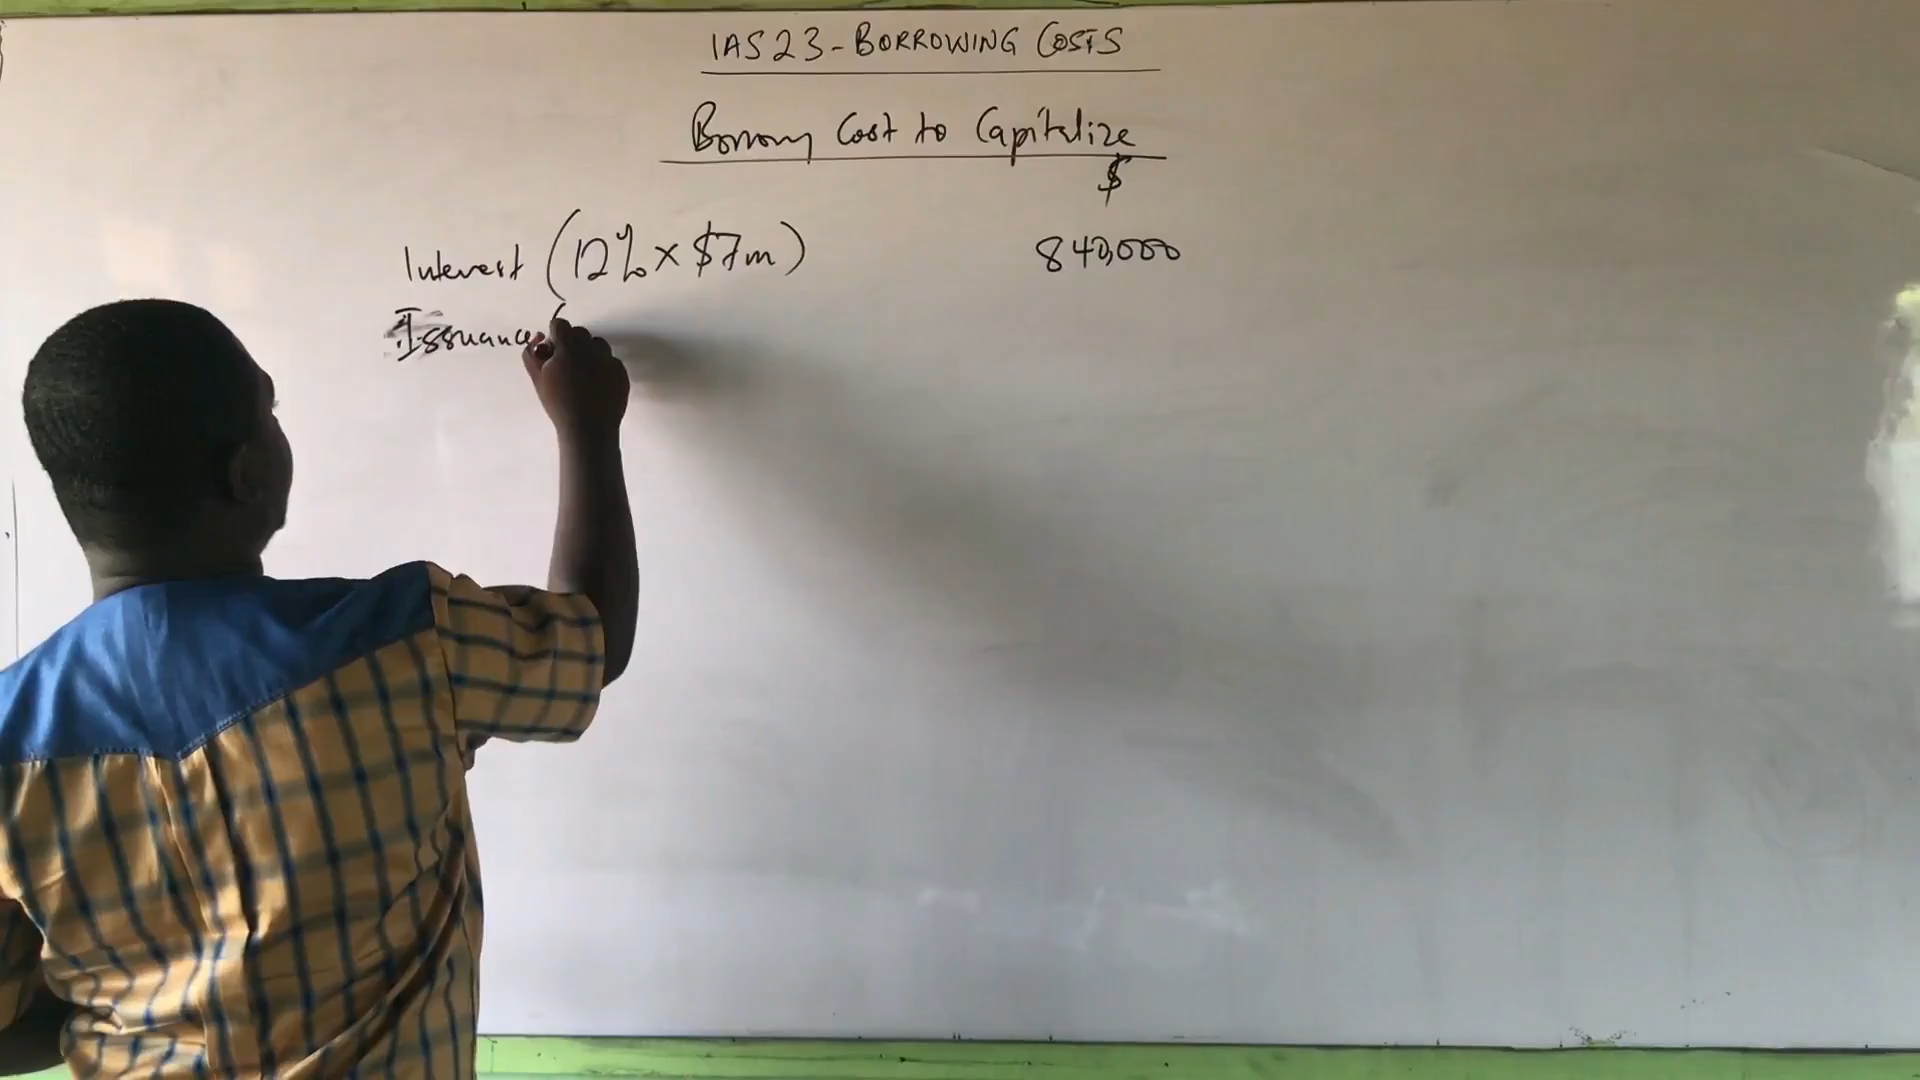 IAS 23 - BORROWING COSTS
Borrowing Cost to Capitalize
$
Interest (12% x $7m) 840,000
Issuance (